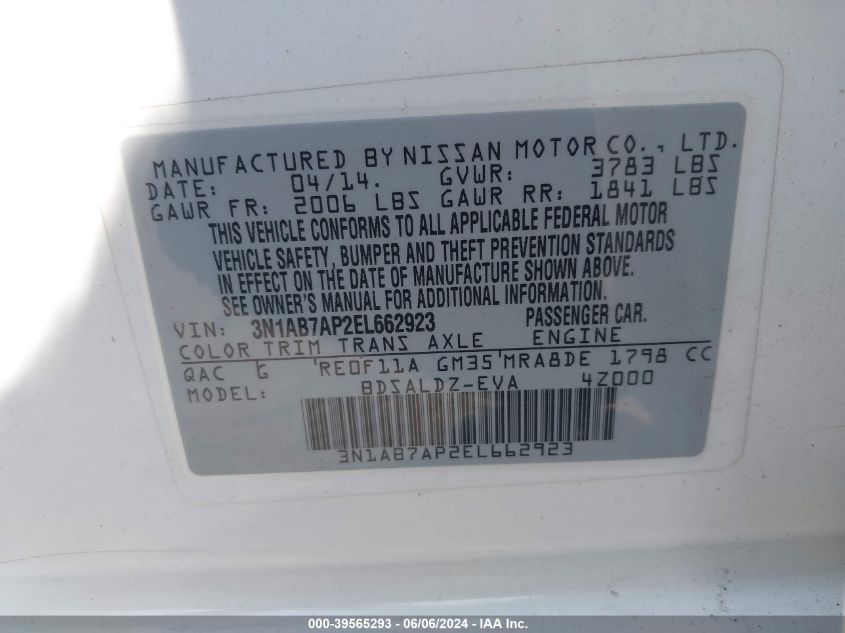 MANUFACTURED BY NISSAN MOTOR CO., LTD.
DATE: 04/14. GVWR: 3783 LBS
GAWR FR: 2006 LBS GAWR RR: 1841 LBS
THIS VEHICLE CONFORMS TO ALL APPLICABLE FEDERAL MOTOR
VEHICLE SAFETY, BUMPER AND THEFT PREVENTION STANDARDS
IN EFFECT ON THE DATE OF MANUFACTURE SHOWN ABOVE.
SEE OWNER'S MANUAL FOR ADDITIONAL INFORMATION.
VIN: 3N1AB7AP2EL662923 PASSENGER CAR.
COLOR TRIM TRANS AXLE ENGINE
QAC G RE0F11A GM35 MRA8DE 1798 CC
MODEL: BDSALDZ-EVA 4Z000
3N1AB7AP2EL662923
000-39565293 - 06/06/2024 - IAA Inc.